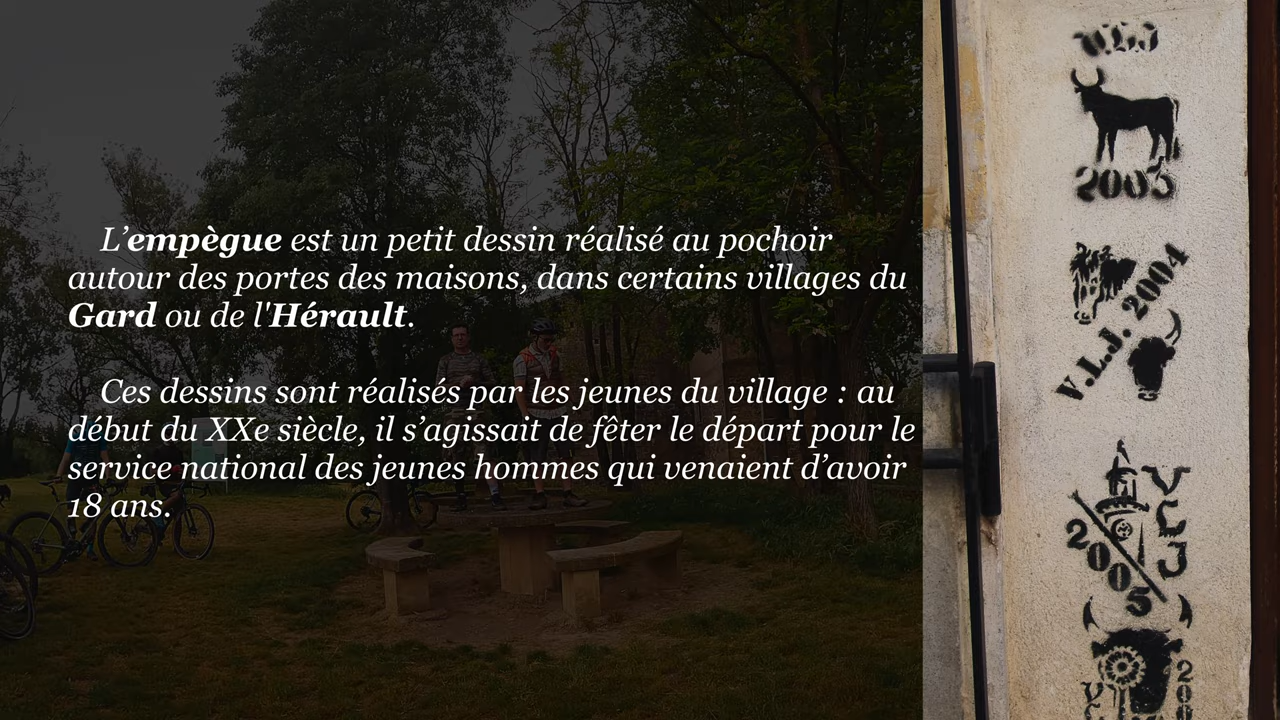 L’empègue est un petit dessin réalisé au pochoir
autour des portes des maisons, dans certains villages du
Gard ou de l'Hérault.
Ces dessins sont réalisés par les jeunes du village : au
début du XXe siècle, il s’agissait de fêter le départ pour le
service national des jeunes hommes qui venaient d’avoir
18 ans.
V.L.J. 2004
VLJ
2005